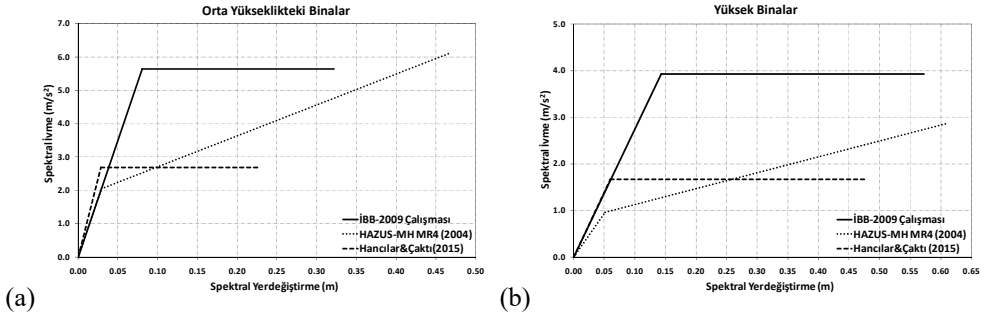 Orta Yükseklikteki Binalar
7.0
6.0
5.0
4.0
3.0
2.0
1.0
0.0
Spektral İvme (m/s²)
İBB-2009 Çalışması
HAZUS-MH MR4 (2004)
Hancılar&Çaktı(2015)
0.00 0.05 0.10 0.15 0.20 0.25 0.30 0.35 0.40 0.45 0.50
Spektral Yerdeğiştirme (m)
(a)
Yüksek Binalar
5.0
4.0
3.0
2.0
1.0
0.0
Spektral İvme (m/s²)
İBB-2009 Çalışması
HAZUS-MH MR4 (2004)
Hancılar&Çaktı (2015)
0.00 0.05 0.10 0.15 0.20 0.25 0.30 0.35 0.40 0.45 0.50 0.55 0.60 0.65
Spektral Yerdeğiştirme (m)
(b)